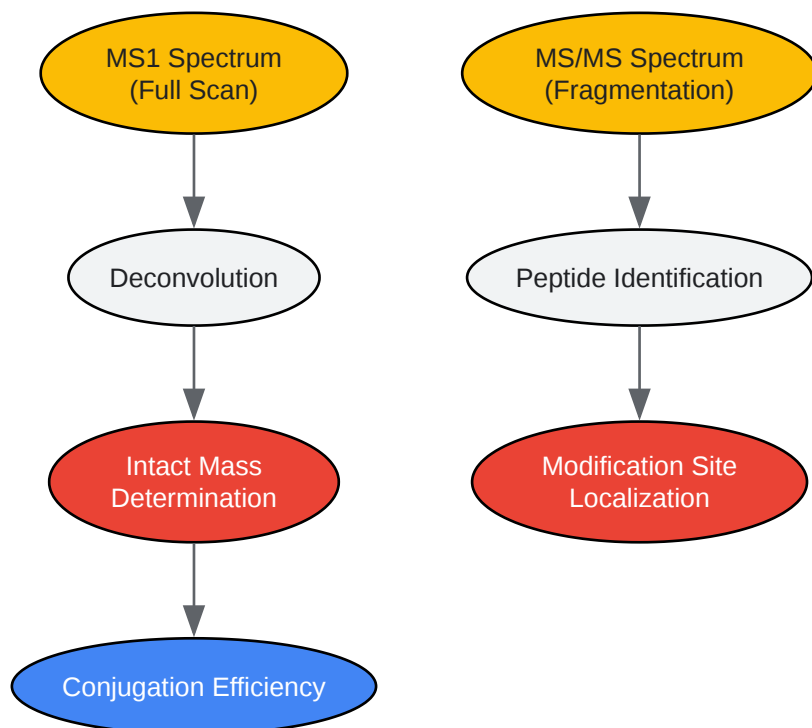 MS1 Spectrum
(Full Scan)
MS/MS Spectrum
(Fragmentation)
Deconvolution
Peptide Identification
Intact Mass
Determination
Modification Site
Localization
Conjugation Efficiency